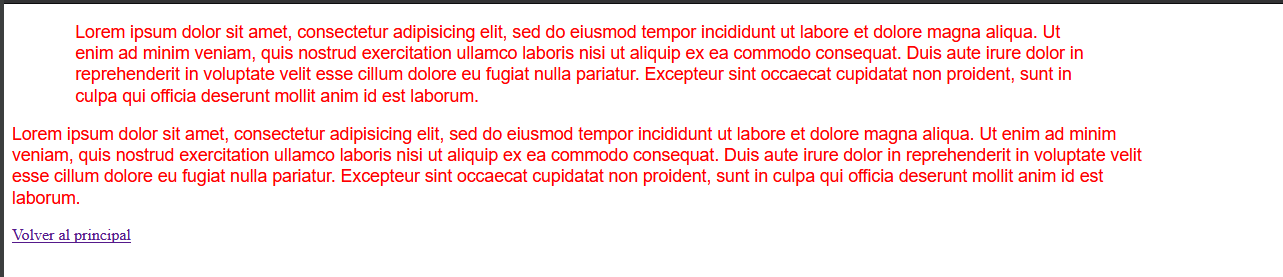 Lorem ipsum dolor sit amet, consectetur adipisicing elit, sed do eiusmod tempor incididunt ut labore et dolore magna aliqua. Ut
enim ad minim veniam, quis nostrud exercitation ullamco laboris nisi ut aliquip ex ea commodo consequat. Duis aute irure dolor in
reprehenderit in voluptate velit esse cillum dolore eu fugiat nulla pariatur. Excepteur sint occaecat cupidatat non proident, sunt in
culpa qui officia deserunt mollit anim id est laborum.
Lorem ipsum dolor sit amet, consectetur adipisicing elit, sed do eiusmod tempor incididunt ut labore et dolore magna aliqua. Ut enim ad minim
veniam, quis nostrud exercitation ullamco laboris nisi ut aliquip ex ea commodo consequat. Duis aute irure dolor in reprehenderit in voluptate velit
esse cillum dolore eu fugiat nulla pariatur. Excepteur sint occaecat cupidatat non proident, sunt in culpa qui officia deserunt mollit anim id est
laborum.
Volver al principal